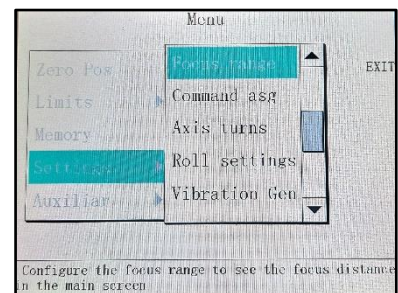 Menu
Zero Pos
Limits
Memory
Settings
Auxiliar
Focus range
Command asg
Axis turns
Roll settings
Vibration Gen
EXIT
Configure the focus range to see the focus distance
in the main screen